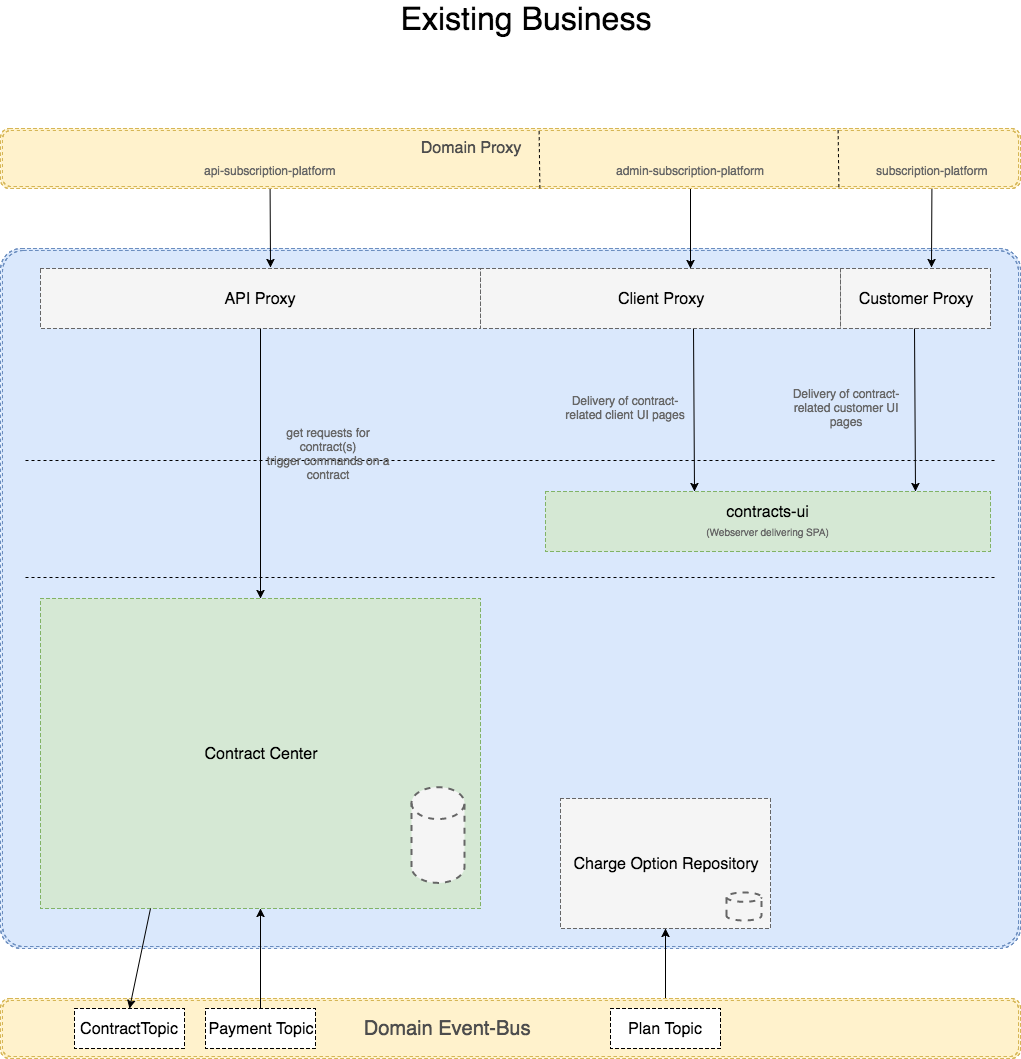 Existing Business
Domain Proxy
api-subscription-platform
admin-subscription-platform
subscription-platform
API Proxy
Client Proxy
Customer Proxy
Delivery of contract-
related client UI pages
Delivery of contract-
related customer UI
pages
get requests for
contract(s)
trigger commands on a
contract
contracts-ui
(Webserver delivering SPA)
Contract Center
Charge Option Repository
ContractTopic
Payment Topic
Domain Event-Bus
Plan Topic